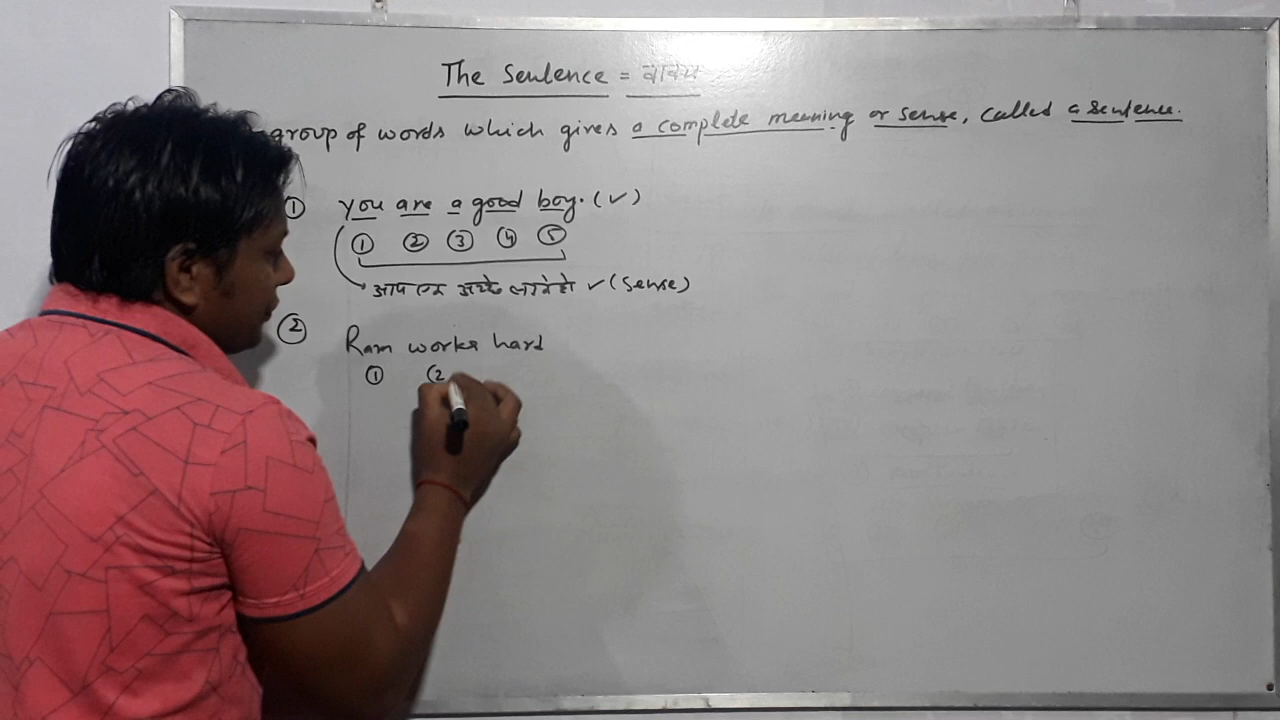 The Sentence = वाक्य
group of words which gives a complete meaning or sense, called a sentence.
① you are a good boy. (✓)
① ② ③ ④ ⑤
आप एक अच्छे लड़के हो ✓ (Sense)
② Ram works hard
① ②